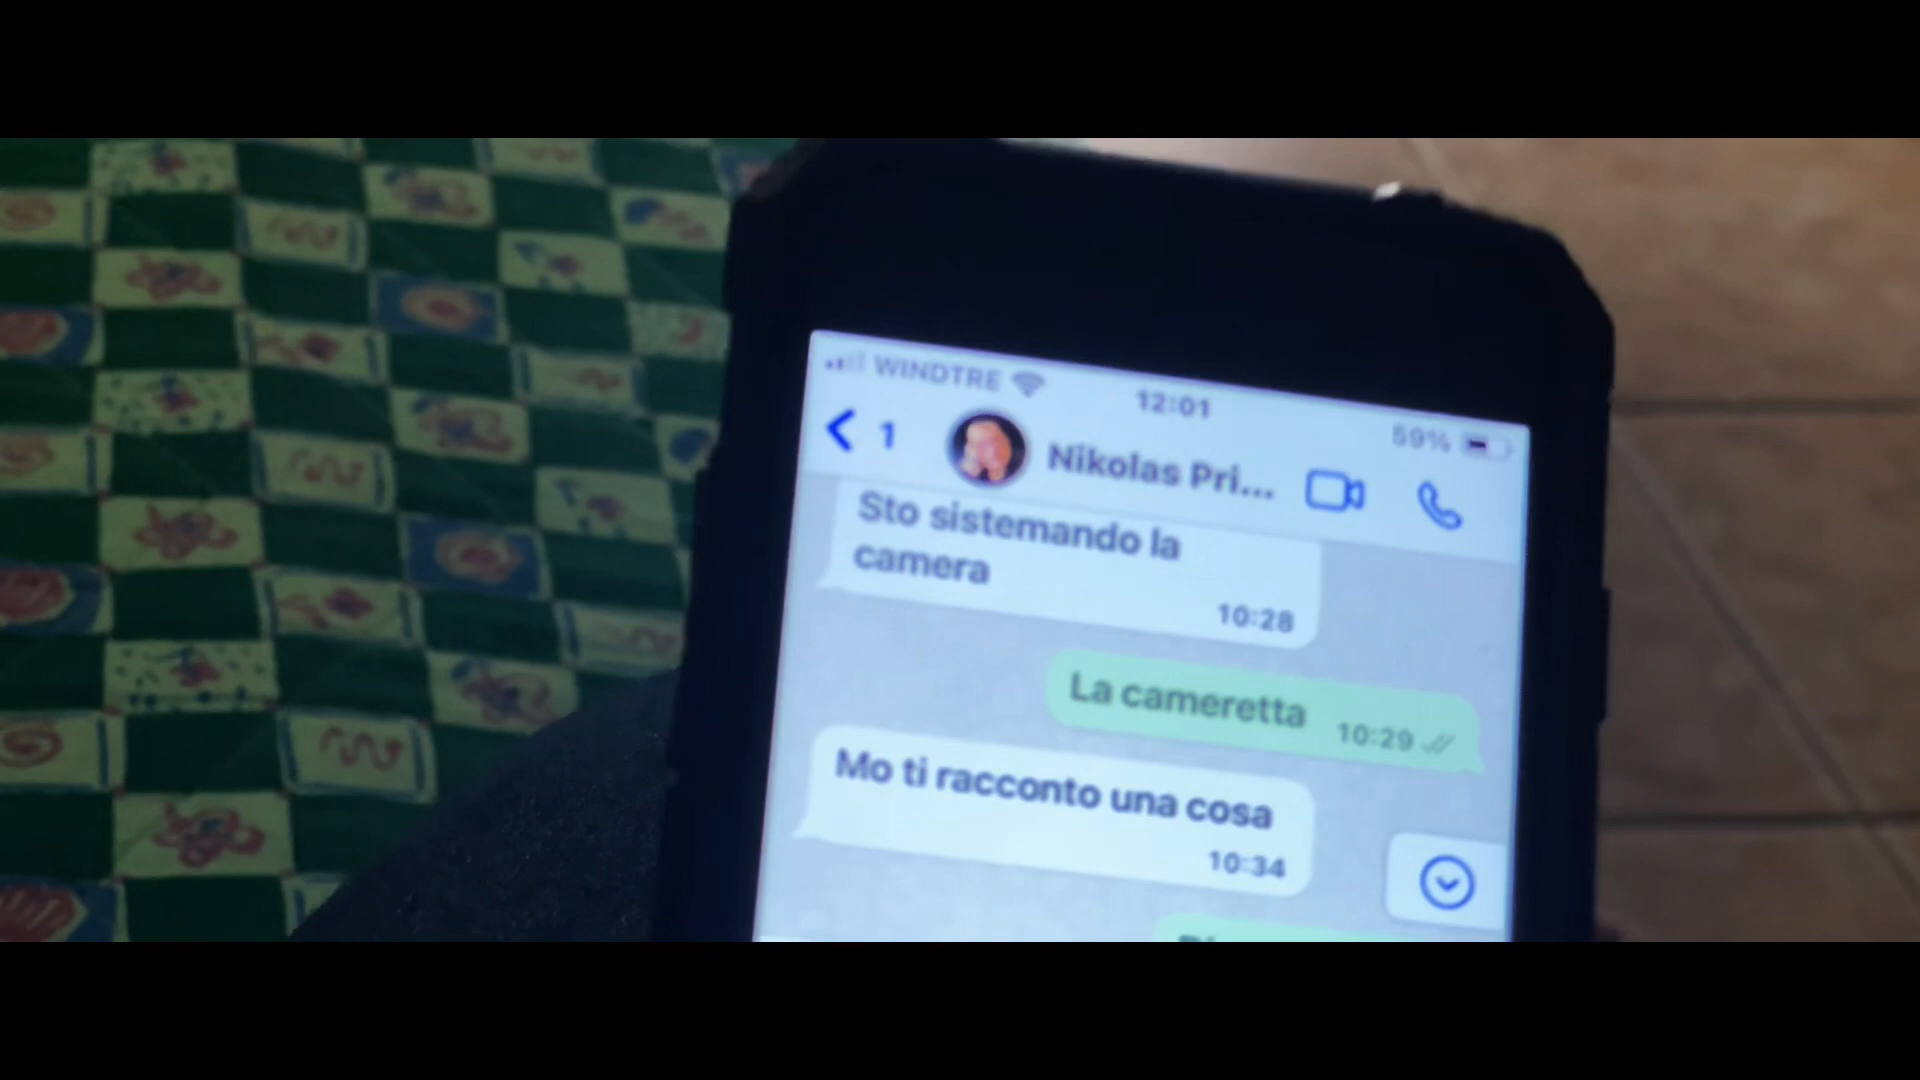 WINDTRE
12:01
59%
1
Nikolas Pri...
Sto sistemando la
camera
10:28
La cameretta 10:29
Mo ti racconto una cosa
10:34